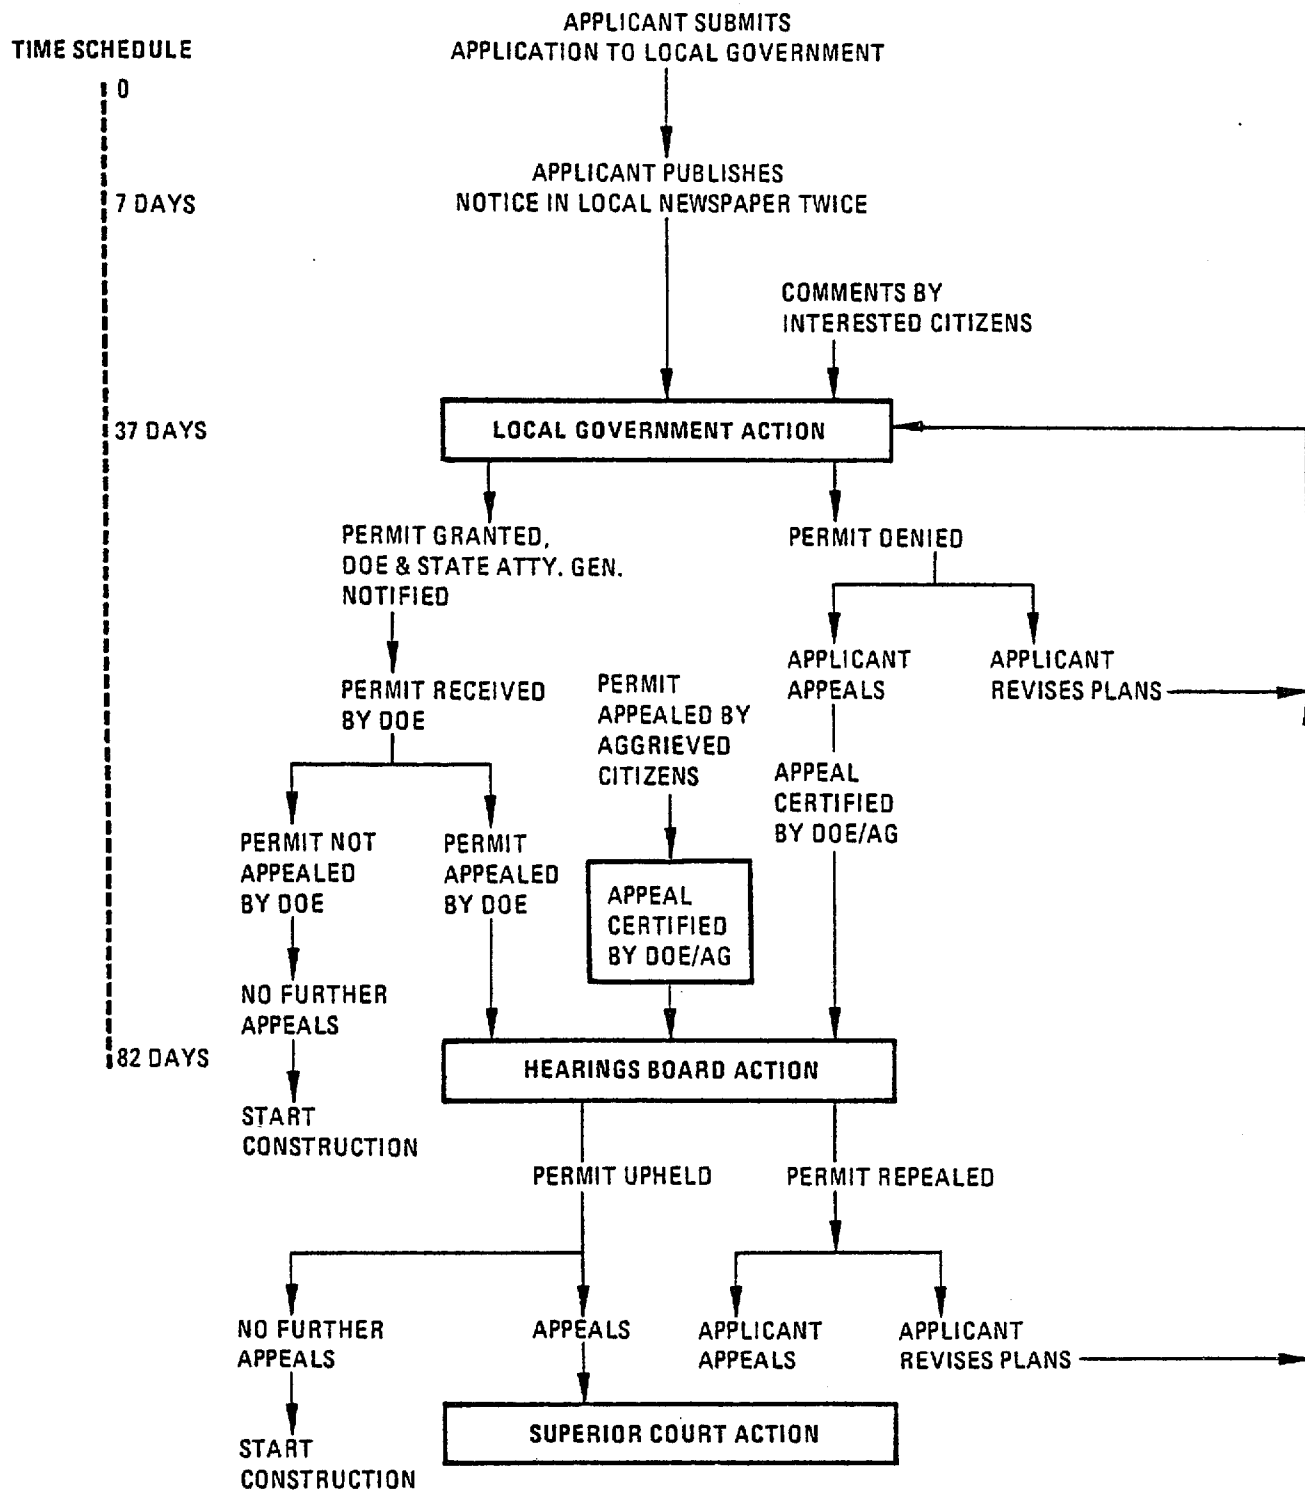 APPLICANT SUBMITS
APPLICATION TO LOCAL GOVERNMENT
TIME SCHEDULE
0
APPLICANT PUBLISHES
NOTICE IN LOCAL NEWSPAPER TWICE
7 DAYS
COMMENTS BY
INTERESTED CITIZENS
37 DAYS
LOCAL GOVERNMENT ACTION
PERMIT GRANTED,
DOE & STATE ATTY. GEN.
NOTIFIED
PERMIT DENIED
APPLICANT
APPEALS
APPLICANT
REVISES PLANS
PERMIT RECEIVED
BY DOE
PERMIT
APPEALED BY
AGGRIEVED
CITIZENS
APPEAL
CERTIFIED
BY DOE/AG
PERMIT NOT
APPEALED
BY DOE
PERMIT
APPEALED
BY DOE
APPEAL
CERTIFIED
BY DOE/AG
NO FURTHER
APPEALS
82 DAYS
HEARINGS BOARD ACTION
START
CONSTRUCTION
PERMIT UPHELD
PERMIT REPEALED
NO FURTHER
APPEALS
APPEALS
APPLICANT
APPEALS
APPLICANT
REVISES PLANS
SUPERIOR COURT ACTION
START
CONSTRUCTION